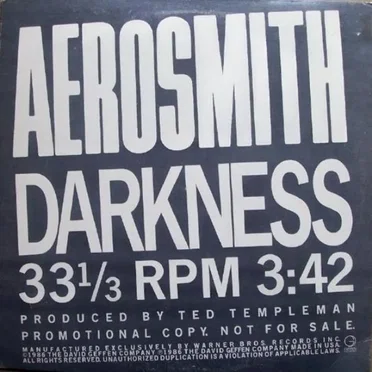 AEROSMITH
DARKNESS
33 1/3 RPM 3:42
PRODUCED BY TED TEMPLEMAN
PROMOTIONAL COPY. NOT FOR SALE.
MANUFACTURED EXCLUSIVELY BY WARNER BROS. RECORDS INC.
©1986 THE DAVID GEFFEN COMPANY ℗1986 THE DAVID GEFFEN COMPANY MADE IN U.S.A.
ALL RIGHTS RESERVED. UNAUTHORIZED DUPLICATION IS A VIOLATION OF APPLICABLE LAWS.